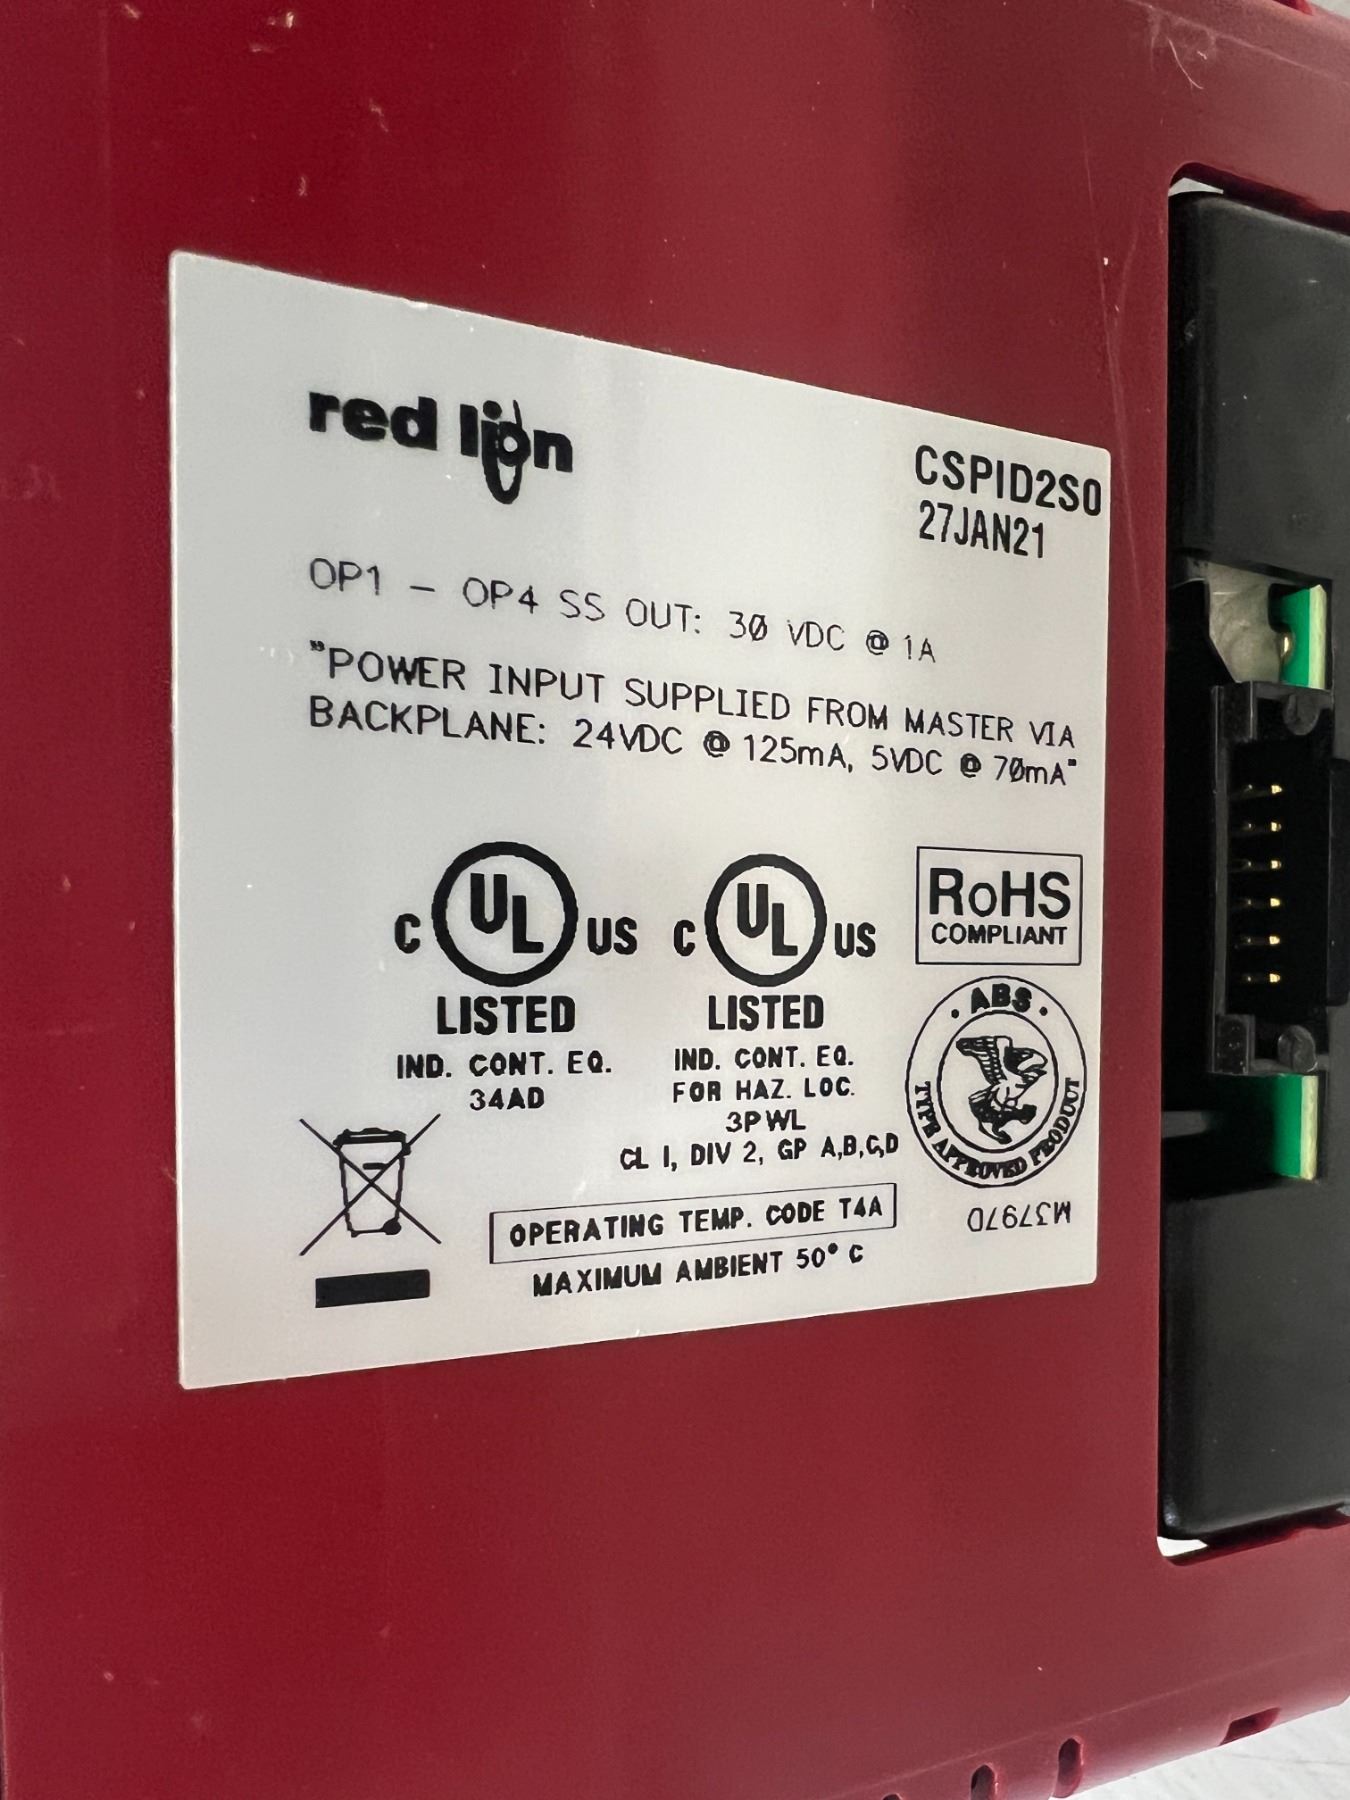 red lion
CSPID2S0
27JAN21
OP1 - OP4 SS OUT: 30 VDC @ 1A
"POWER INPUT SUPPLIED FROM MASTER VIA
BACKPLANE: 24VDC @ 125mA, 5VDC @ 70mA"
C UL US
LISTED
IND. CONT. EQ.
34AD
C UL US
LISTED
IND. CONT. EQ.
FOR HAZ. LOC.
3PWL
CL I, DIV 2, GP A,B,C,D
RoHS
COMPLIANT
• ABS •
TYPE APPROVED PRODUCT
M3797D
OPERATING TEMP. CODE T4A
MAXIMUM AMBIENT 50° C